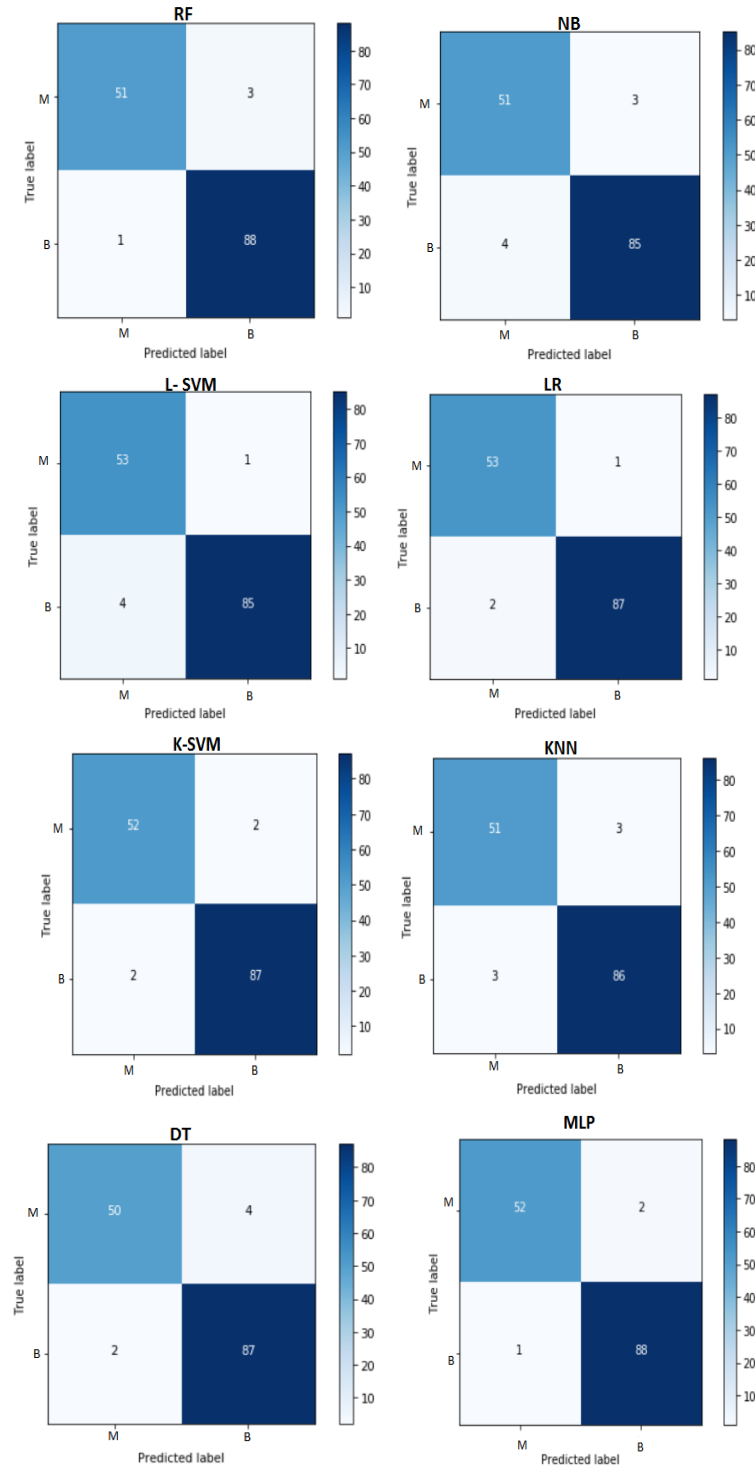 RF
M 51 3
B 1 88
M B
True label
Predicted label
80
70
60
50
40
30
20
10
NB
M 51 3
B 4 85
M B
True label
Predicted label
80
70
60
50
40
30
20
10
L- SVM
M 53 1
B 4 85
M B
True label
Predicted label
80
70
60
50
40
30
20
10
LR
M 53 1
B 2 87
M B
True label
Predicted label
80
70
60
50
40
30
20
10
K-SVM
M 52 2
B 2 87
M B
True label
Predicted label
80
70
60
50
40
30
20
10
KNN
M 51 3
B 3 86
M B
True label
Predicted label
80
70
60
50
40
30
20
10
DT
M 50 4
B 2 87
M B
True label
Predicted label
80
70
60
50
40
30
20
10
MLP
M 52 2
B 1 88
M B
True label
Predicted label
80
70
60
50
40
30
20
10